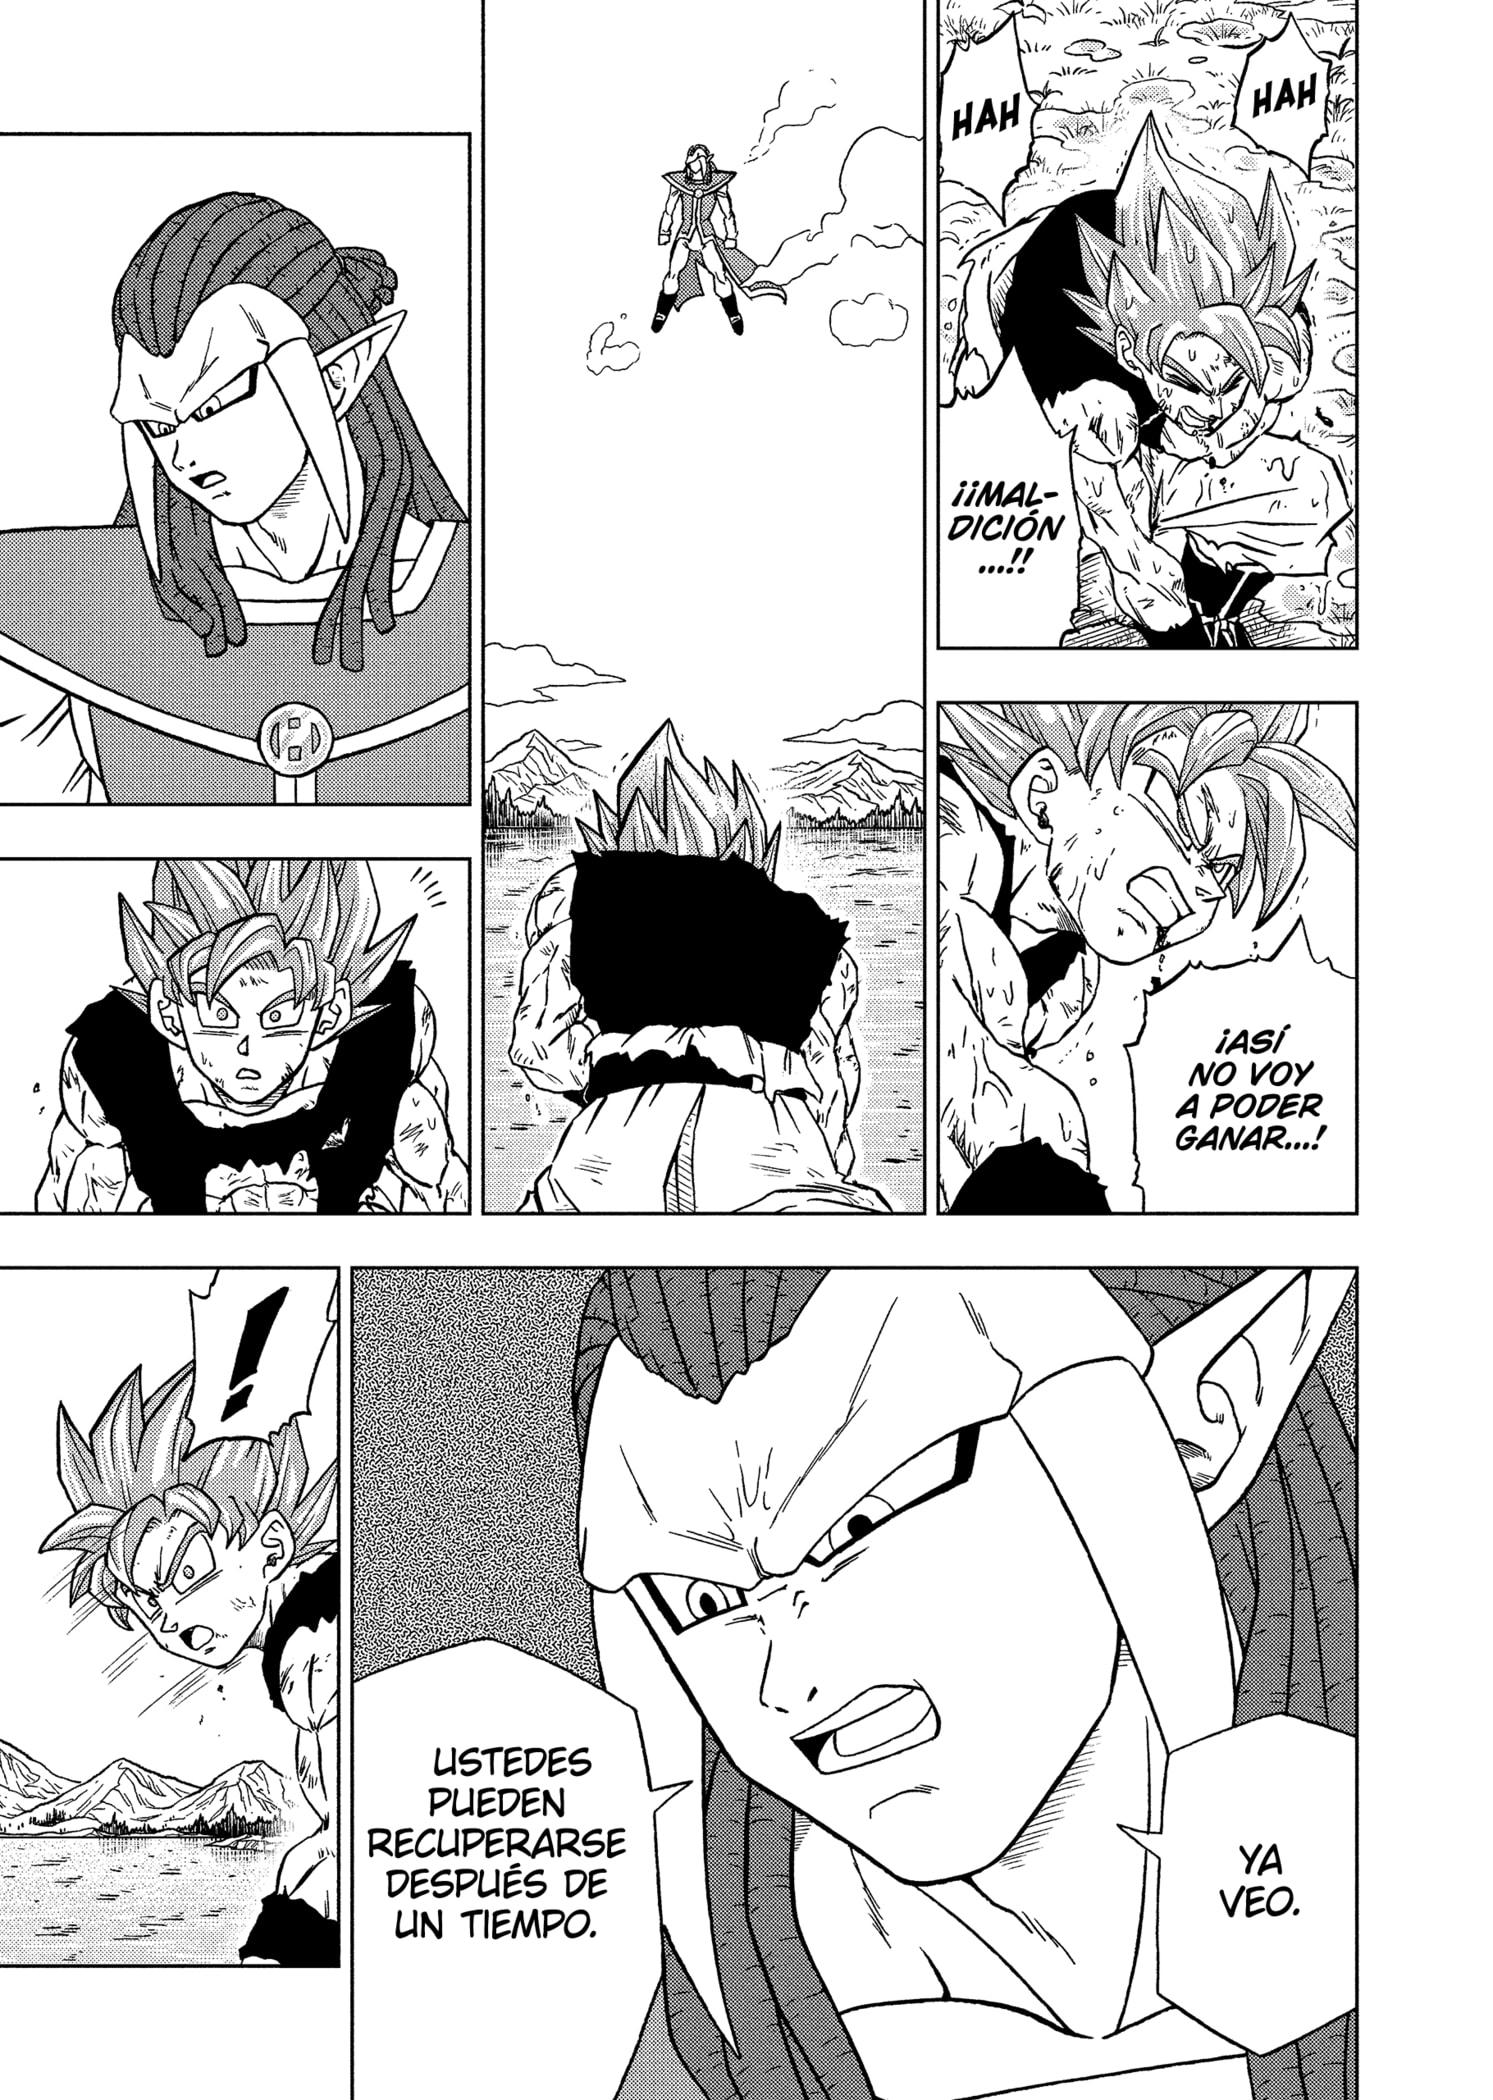 HAH
HAH
¡¡MAL-
DICIÓN
...!!
¡ASÍ
NO VOY
A PODER
GANAR...!
!
YA
VEO.
USTEDES
PUEDEN
RECUPERARSE
DESPUÉS DE
UN TIEMPO.